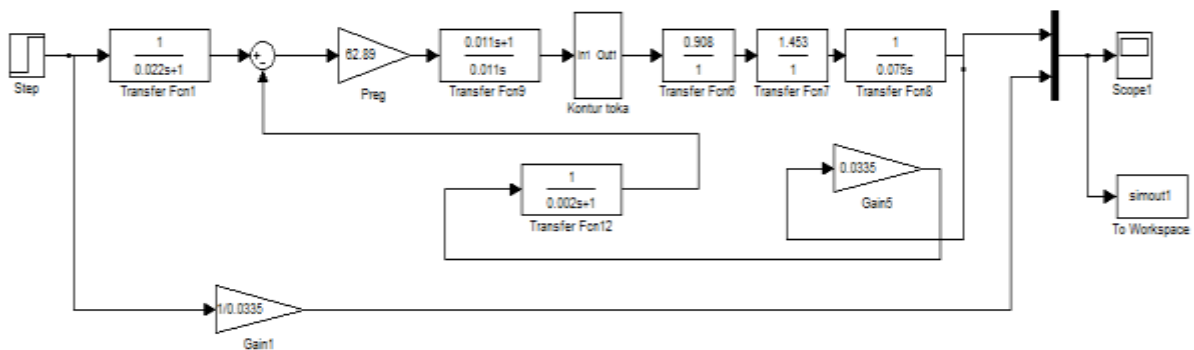 Step
1
0.022s+1
Transfer Fcn1
62.89
Preg
0.011s+1
0.011s
Transfer Fcn9
In1 Out1
Kontur toka
0.908
1
Transfer Fcn6
1.453
1
Transfer Fcn7
1
0.075s
Transfer Fcn8
Scope1
1
0.002s+1
Transfer Fcn12
0.0335
Gain5
simout1
To Workspace
1/0.0335
Gain1